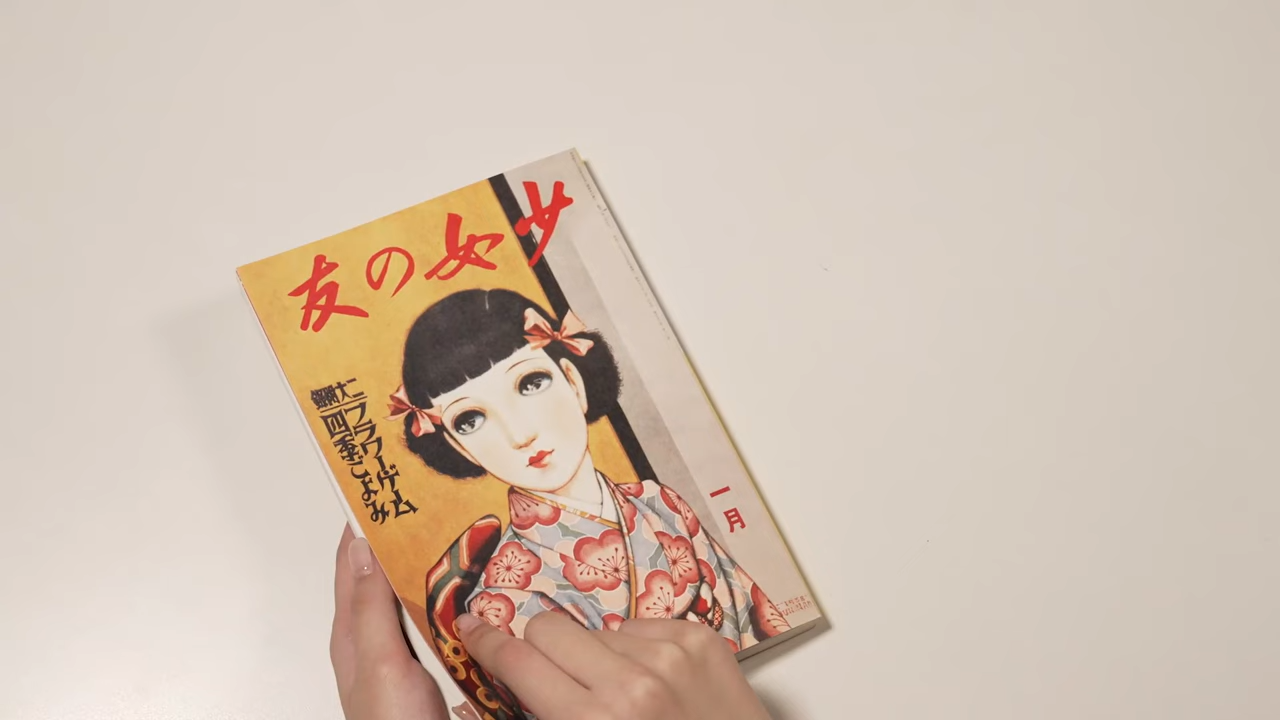 少女の友
二大附録
フラワーゲーム
四季ごよみ
一月